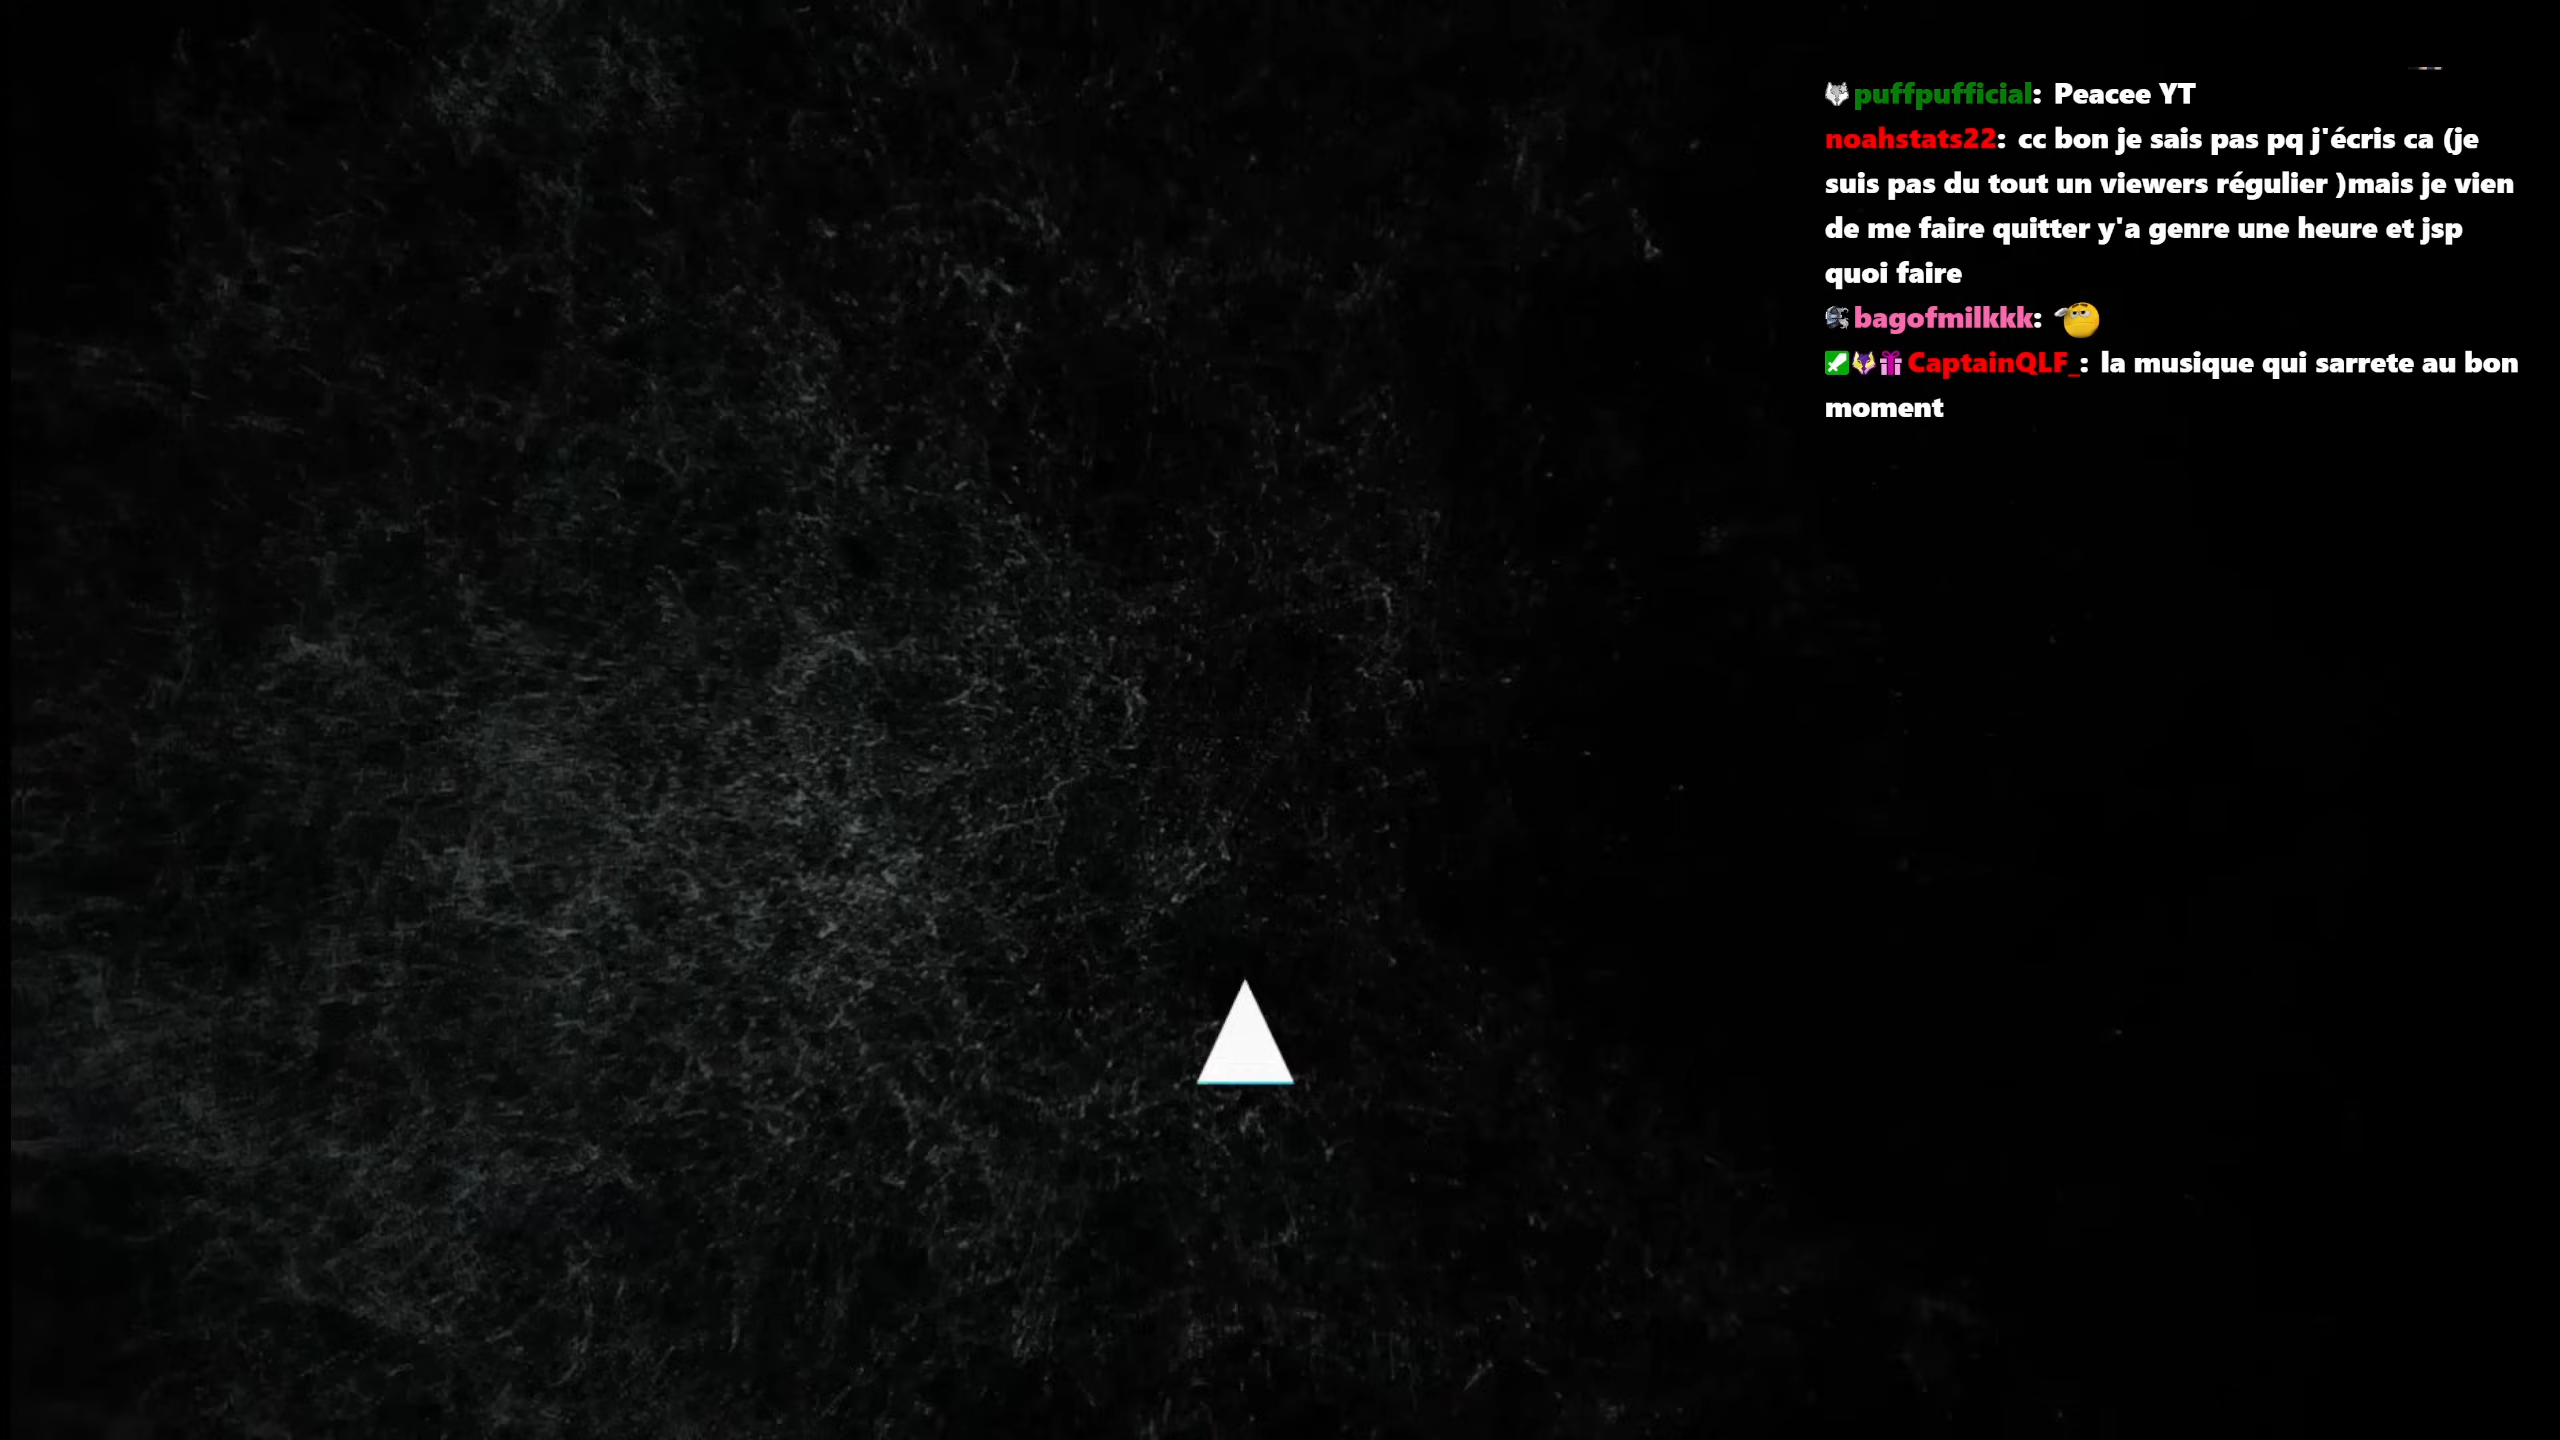 puffpufficial: Peacee YT
noahstats22: cc bon je sais pas pq j'écris ca (je
suis pas du tout un viewers régulier )mais je vien
de me faire quitter y'a genre une heure et jsp
quoi faire
bagofmilkkk:
CaptainQLF_: la musique qui sarrete au bon
moment